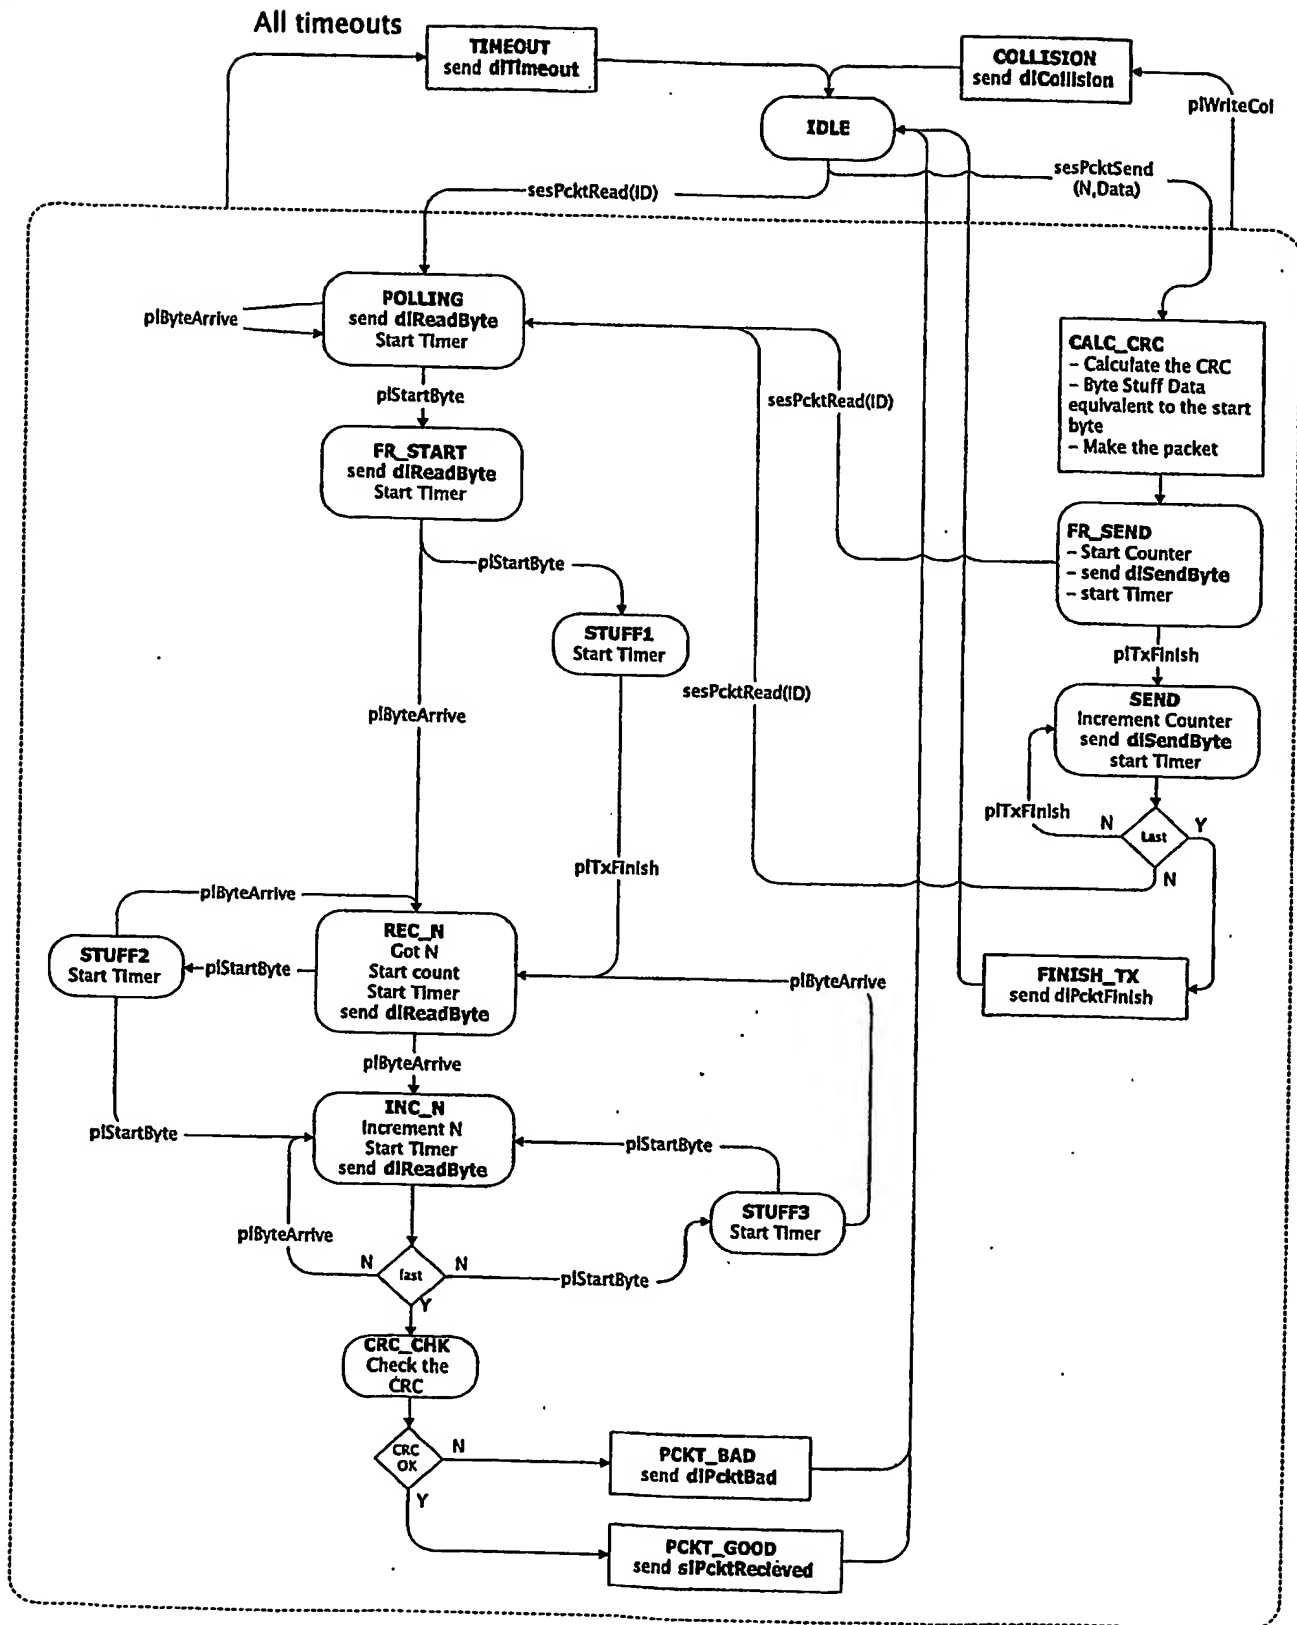 All timeouts
TIMEOUT
send dlTimeout
COLLISION
send dlCollision
plWriteCol
IDLE
sesPcktRead(ID)
sesPcktSend
(N,Data)
POLLING
send dlReadByte
Start Timer
plByteArrive
plStartByte
sesPcktRead(ID)
CALC_CRC
– Calculate the CRC
– Byte Stuff Data
equivalent to the start
byte
– Make the packet
FR_START
send dlReadByte
Start Timer
FR_SEND
– Start Counter
– send dlSendByte
– start Timer
plStartByte
STUFF1
Start Timer
plTxFinish
sesPcktRead(ID)
SEND
Increment Counter
send dlSendByte
start Timer
plByteArrive
plTxFinish
N
Last
Y
N
plTxFinish
plByteArrive
REC_N
Got N
Start count
Start Timer
send dlReadByte
STUFF2
Start Timer
plStartByte
plByteArrive
FINISH_TX
send dlPcktFinish
plByteArrive
INC_N
Increment N
Start Timer
send dlReadByte
plStartByte
plStartByte
STUFF3
Start Timer
plByteArrive
N
last
N
plStartByte
Y
CRC_CHK
Check the
CRC
CRC
OK
N
Y
PCKT_BAD
send dlPcktBad
PCKT_GOOD
send slPcktRecieved